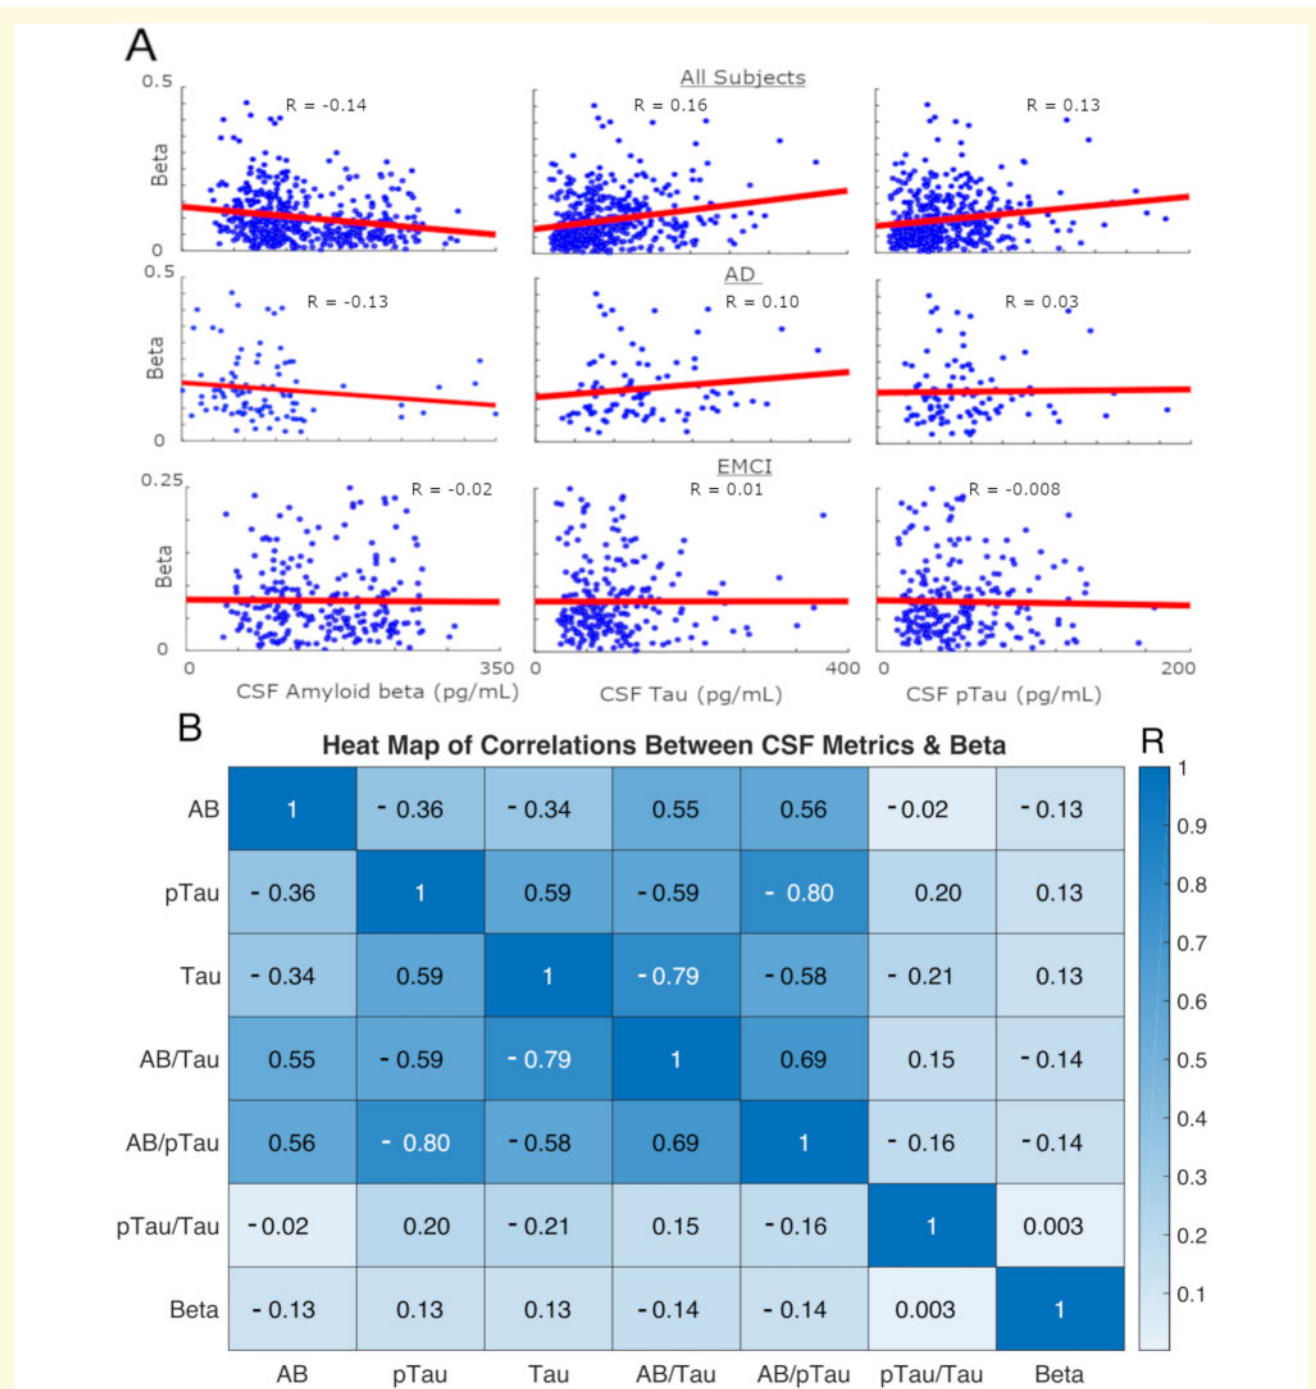 A
All Subjects
0.5
R = -0.14
R = 0.16
R = 0.13
Beta
0
AD
0.5
R = -0.13
R = 0.10
R = 0.03
Beta
0
EMCI
0.25
R = -0.02
R = 0.01
R = -0.008
Beta
0
0 350 0 400 0 200
CSF Amyloid beta (pg/mL) CSF Tau (pg/mL) CSF pTau (pg/mL)
B
Heat Map of Correlations Between CSF Metrics & Beta
R
AB 1 - 0.36 - 0.34 0.55 0.56 - 0.02 - 0.13
pTau - 0.36 1 0.59 - 0.59 - 0.80 0.20 0.13
Tau - 0.34 0.59 1 - 0.79 - 0.58 - 0.21 0.13
AB/Tau 0.55 - 0.59 - 0.79 1 0.69 0.15 - 0.14
AB/pTau 0.56 - 0.80 - 0.58 0.69 1 - 0.16 - 0.14
pTau/Tau - 0.02 0.20 - 0.21 0.15 - 0.16 1 0.003
Beta - 0.13 0.13 0.13 - 0.14 - 0.14 0.003 1
AB pTau Tau AB/Tau AB/pTau pTau/Tau Beta
1
0.9
0.8
0.7
0.6
0.5
0.4
0.3
0.2
0.1